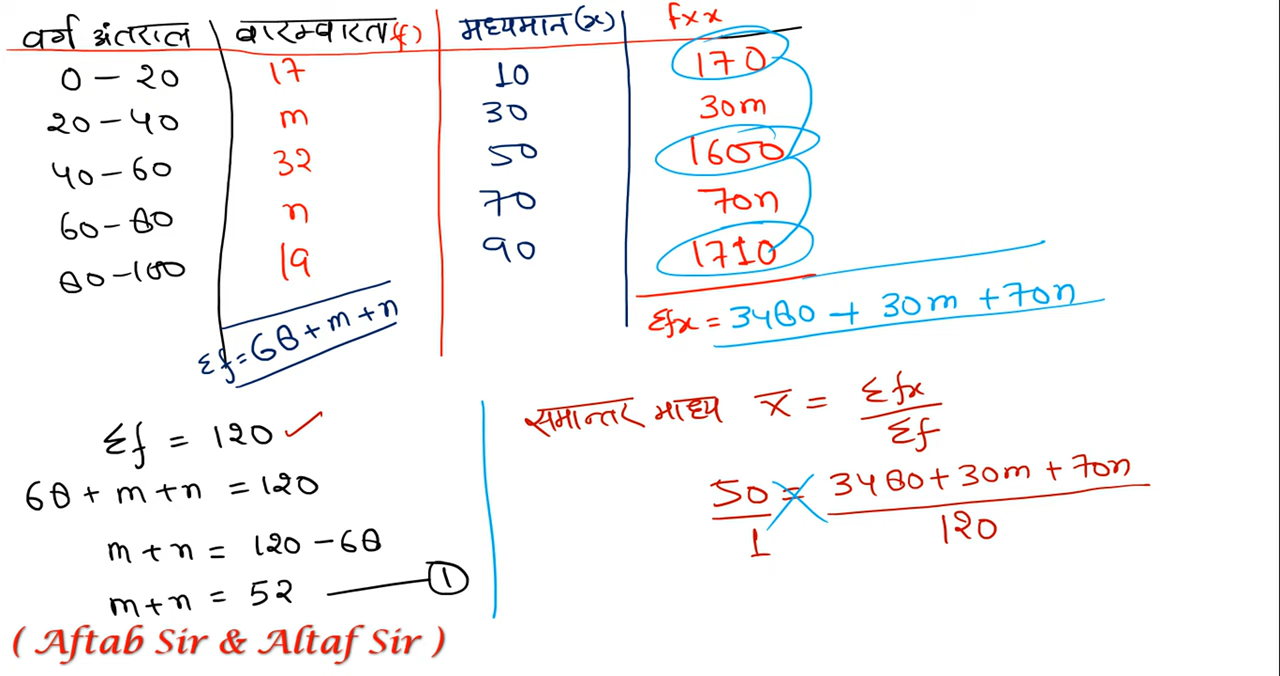 वर्ग अंतराल वारम्वारता(f) मध्यमान(x) f×x
0 - 20 17 10 170
20 - 40 m 30 30m
40 - 60 32 50 1600
60 - 80 n 70 70n
80 - 100 19 90 1710
Σf = 68 + m + n Σfx = 3480 + 30m + 70n
Σf = 120 ✓
68 + m + n = 120
m + n = 120 - 68
m + n = 52 ①
समान्तर माध्य x̄ = Σfx / Σf
50/1 = 3480 + 30m + 70n / 120
( Aftab Sir & Altaf Sir )